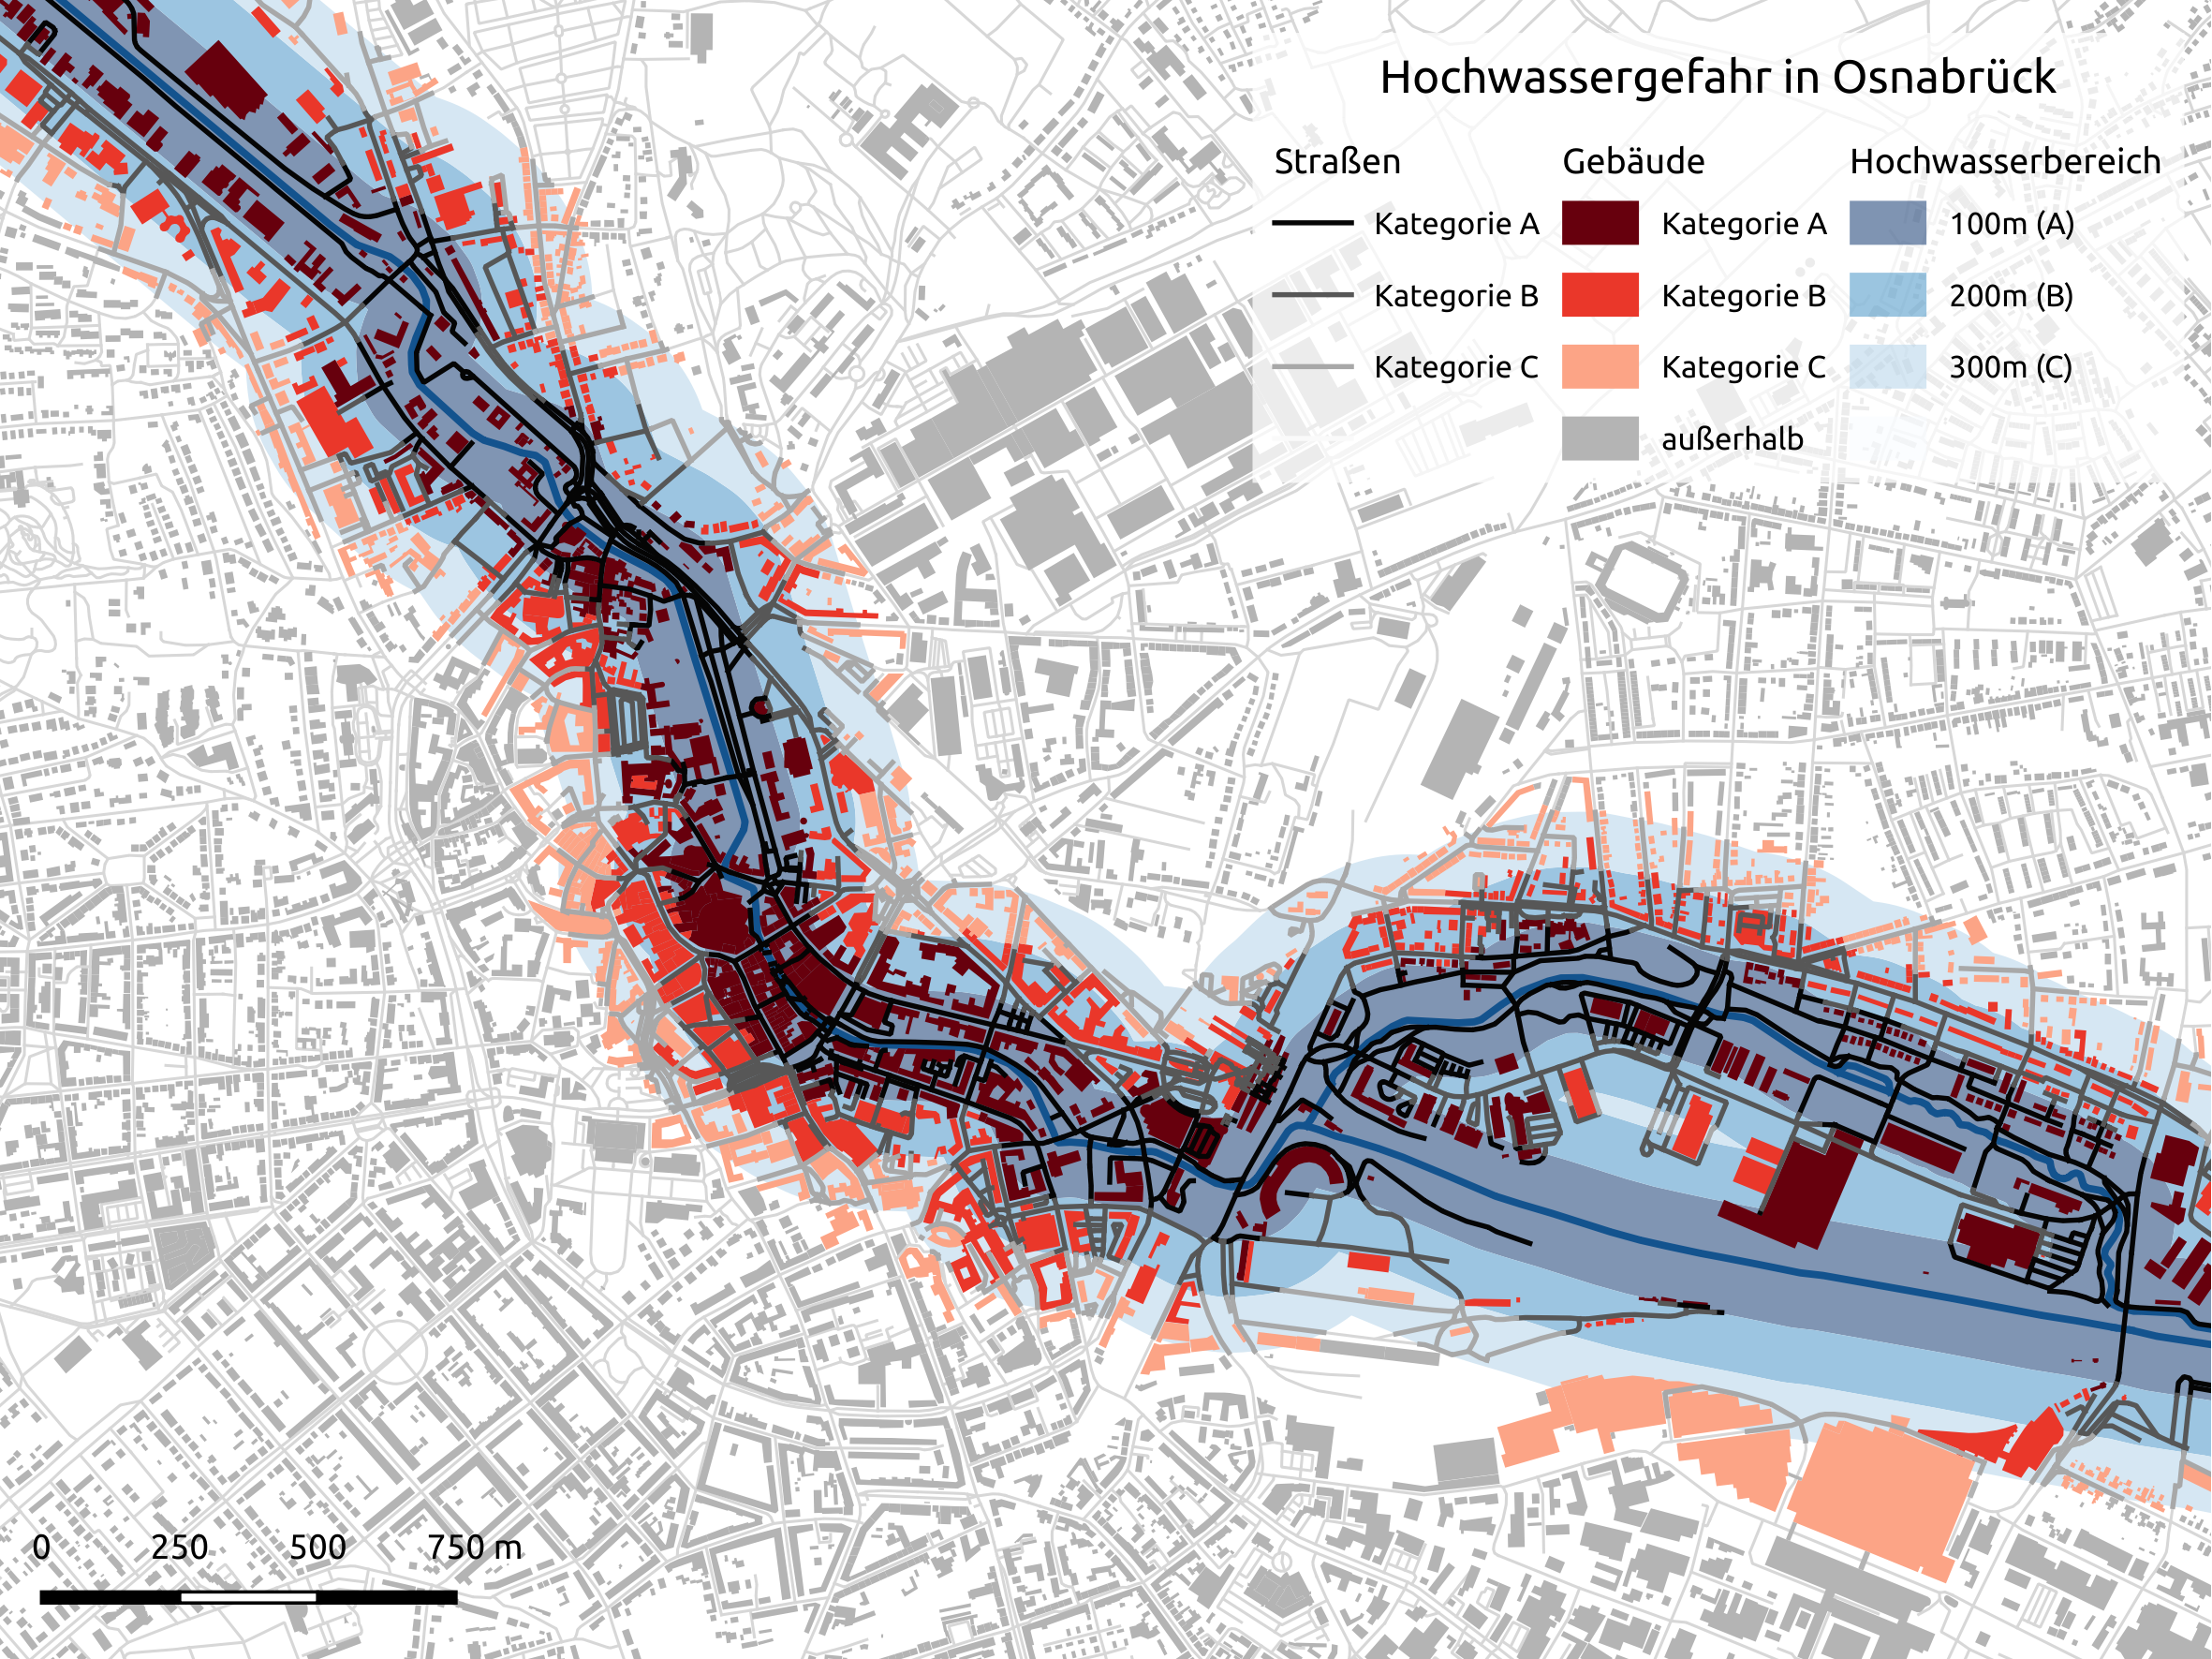 Hochwassergefahr in Osnabrück
Straßen
Kategorie A
Kategorie B
Kategorie C
Gebäude
Kategorie A
Kategorie B
Kategorie C
außerhalb
Hochwasserbereich
100m (A)
200m (B)
300m (C)
0 250 500 750 m